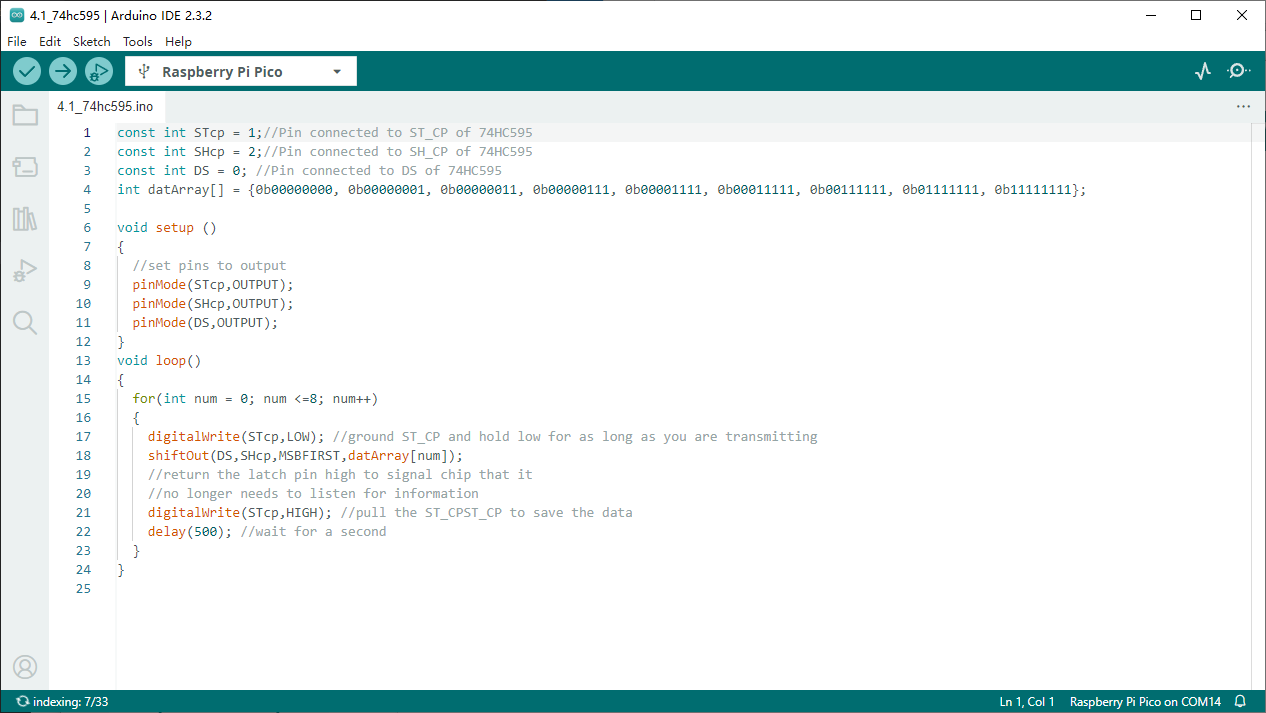 4.1_74hc595 | Arduino IDE 2.3.2
File Edit Sketch Tools Help
Raspberry Pi Pico
4.1_74hc595.ino
1 const int STcp = 1;//Pin connected to ST_CP of 74HC595
2 const int SHcp = 2;//Pin connected to SH_CP of 74HC595
3 const int DS = 0; //Pin connected to DS of 74HC595
4 int datArray[] = {0b00000000, 0b00000001, 0b00000011, 0b00000111, 0b00001111, 0b00011111, 0b00111111, 0b01111111, 0b11111111};
5
6 void setup ()
7 {
8 //set pins to output
9 pinMode(STcp,OUTPUT);
10 pinMode(SHcp,OUTPUT);
11 pinMode(DS,OUTPUT);
12 }
13 void loop()
14 {
15 for(int num = 0; num <=8; num++)
16 {
17 digitalWrite(STcp,LOW); //ground ST_CP and hold low for as long as you are transmitting
18 shiftOut(DS,SHcp,MSBFIRST,datArray[num]);
19 //return the latch pin high to signal chip that it
20 //no longer needs to listen for information
21 digitalWrite(STcp,HIGH); //pull the ST_CPST_CP to save the data
22 delay(500); //wait for a second
23 }
24 }
25
indexing: 7/33 Ln 1, Col 1 Raspberry Pi Pico on COM14